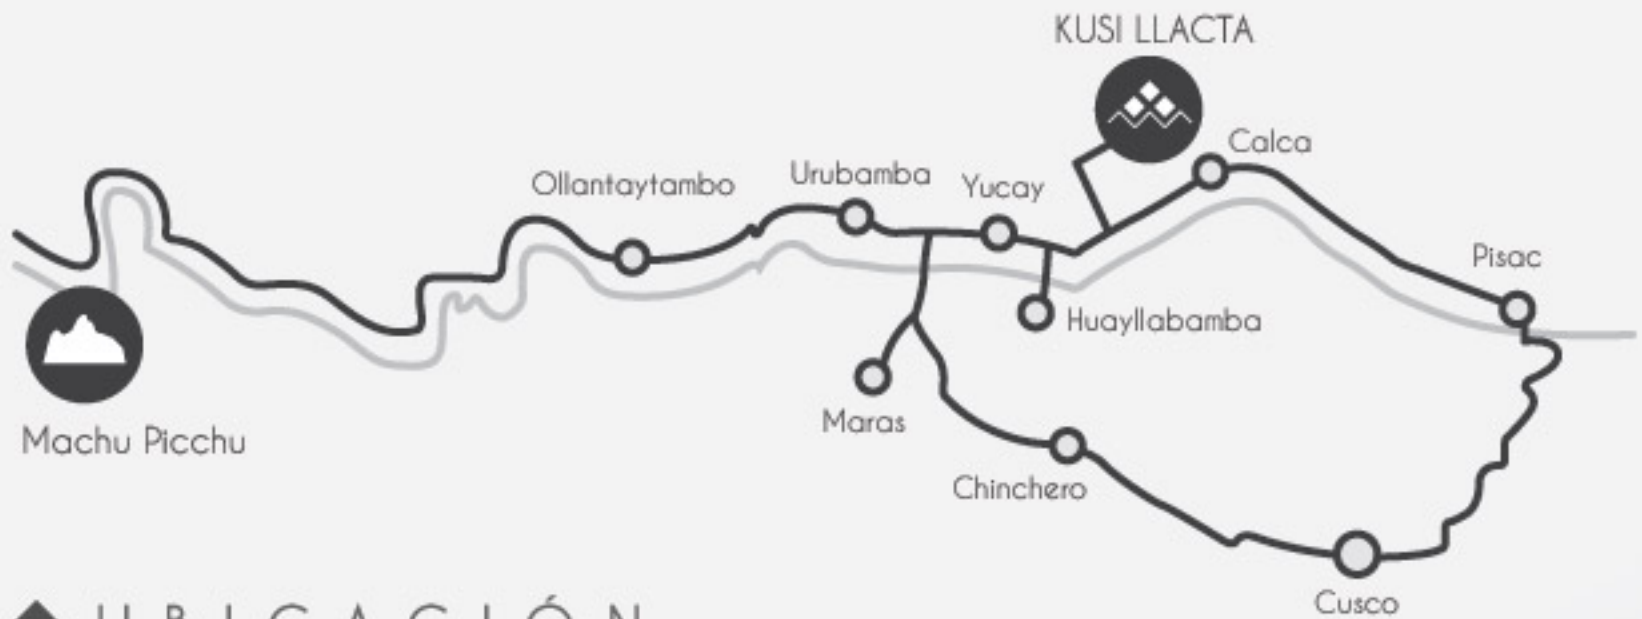 KUSI LLACTA
Calca
Ollantaytambo
Urubamba
Yucay
Pisac
Huayllabamba
Maras
Machu Picchu
Chinchero
Cusco
UBICACIÓN